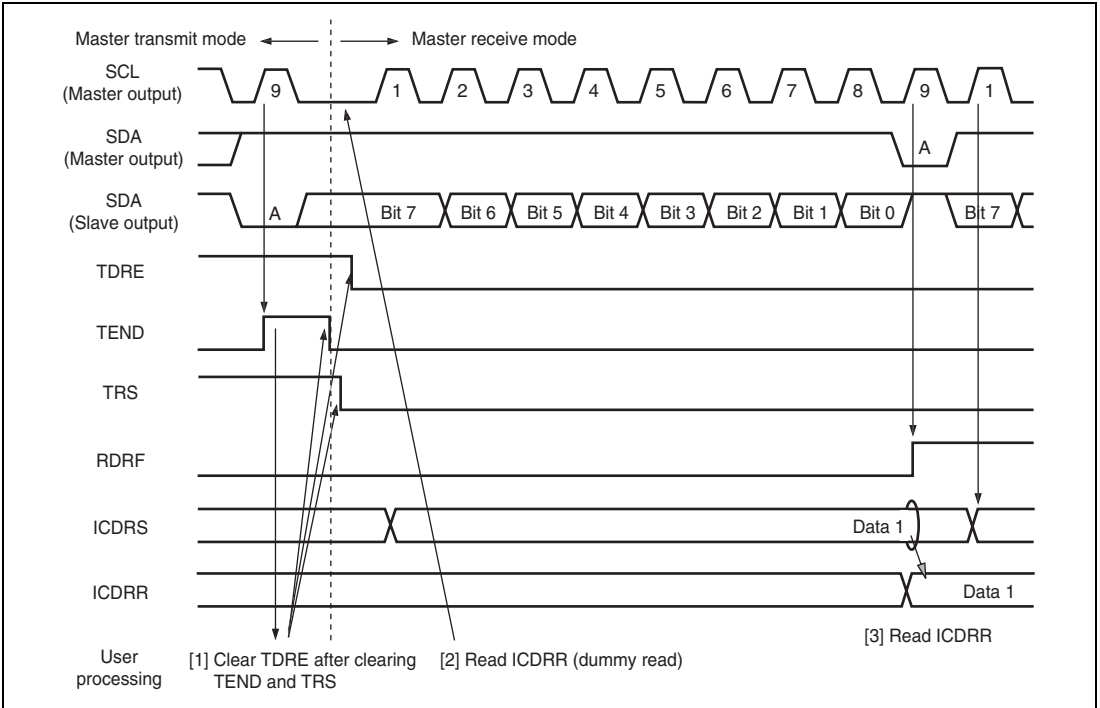 Master transmit mode
Master receive mode
SCL
(Master output)
9 1 2 3 4 5 6 7 8 9 1
SDA
(Master output)
A
SDA
(Slave output)
A Bit 7 Bit 6 Bit 5 Bit 4 Bit 3 Bit 2 Bit 1 Bit 0 Bit 7
TDRE
TEND
TRS
RDRF
ICDRS
Data 1
ICDRR
Data 1
User
processing
[1] Clear TDRE after clearing
TEND and TRS
[2] Read ICDRR (dummy read)
[3] Read ICDRR